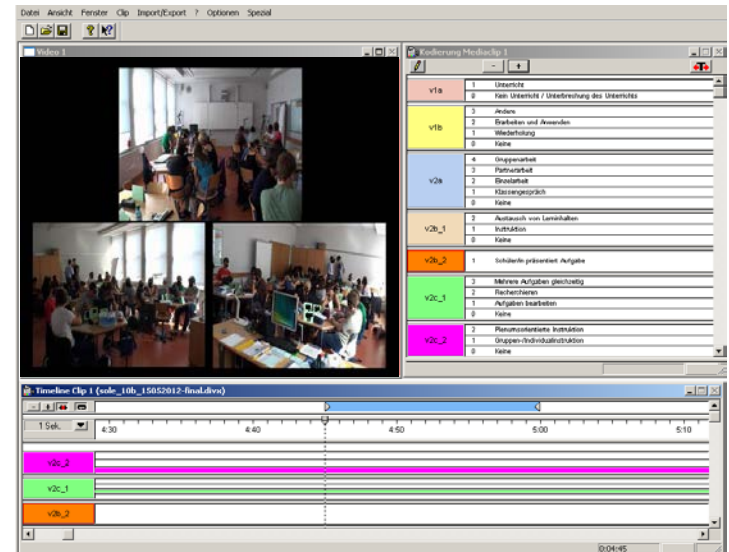 Datei Ansicht Fenster Clip Import/Export ? Optionen Spezial
Video 1
Kodierung Mediaclip 1
- +
T
v1a
1 Unterricht
0 Kein Unterricht / Unterbrechung des Unterrichts
v1b
3 Andere
2 Erarbeiten und Anwenden
1 Wiederholung
0 Keine
v2a
4 Gruppenarbeit
3 Partnerarbeit
2 Einzelarbeit
1 Klassengespräch
0 Keine
v2b_1
2 Austausch von Lerninhalten
1 Instruktion
0 Keine
v2b_2
1 Schüler/in präsentiert Aufgabe
v2c_1
3 Mehrere Aufgaben gleichzeitig
2 Recherchieren
1 Aufgaben bearbeiten
0 Keine
v2c_2
2 Plenumsorientierte Instruktion
1 Gruppen-/Individualinstruktion
0 Keine
Timeline Clip 1 (sole_10b_15052012-final.divx)
1 Sek. 4:30 4:40 4:50 5:00 5:10
v2c_2
v2c_1
v2b_2
0:04:45